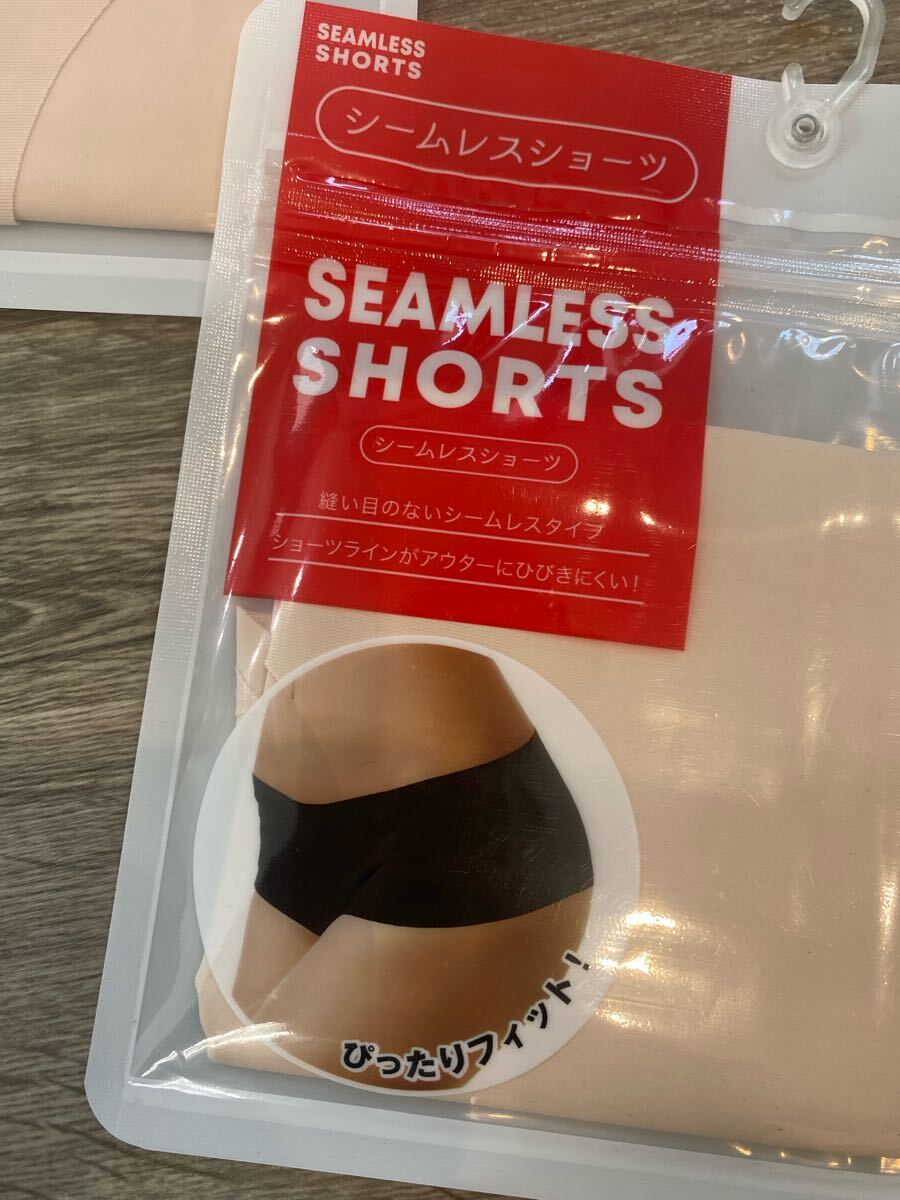 SEAMLESS
SHORTS
シームレスショーツ
SEAMLESS
SHORTS
シームレスショーツ
縫い目のないシームレスタイプ
ショーツラインがアウターにひびきにくい!
ぴったりフィット!